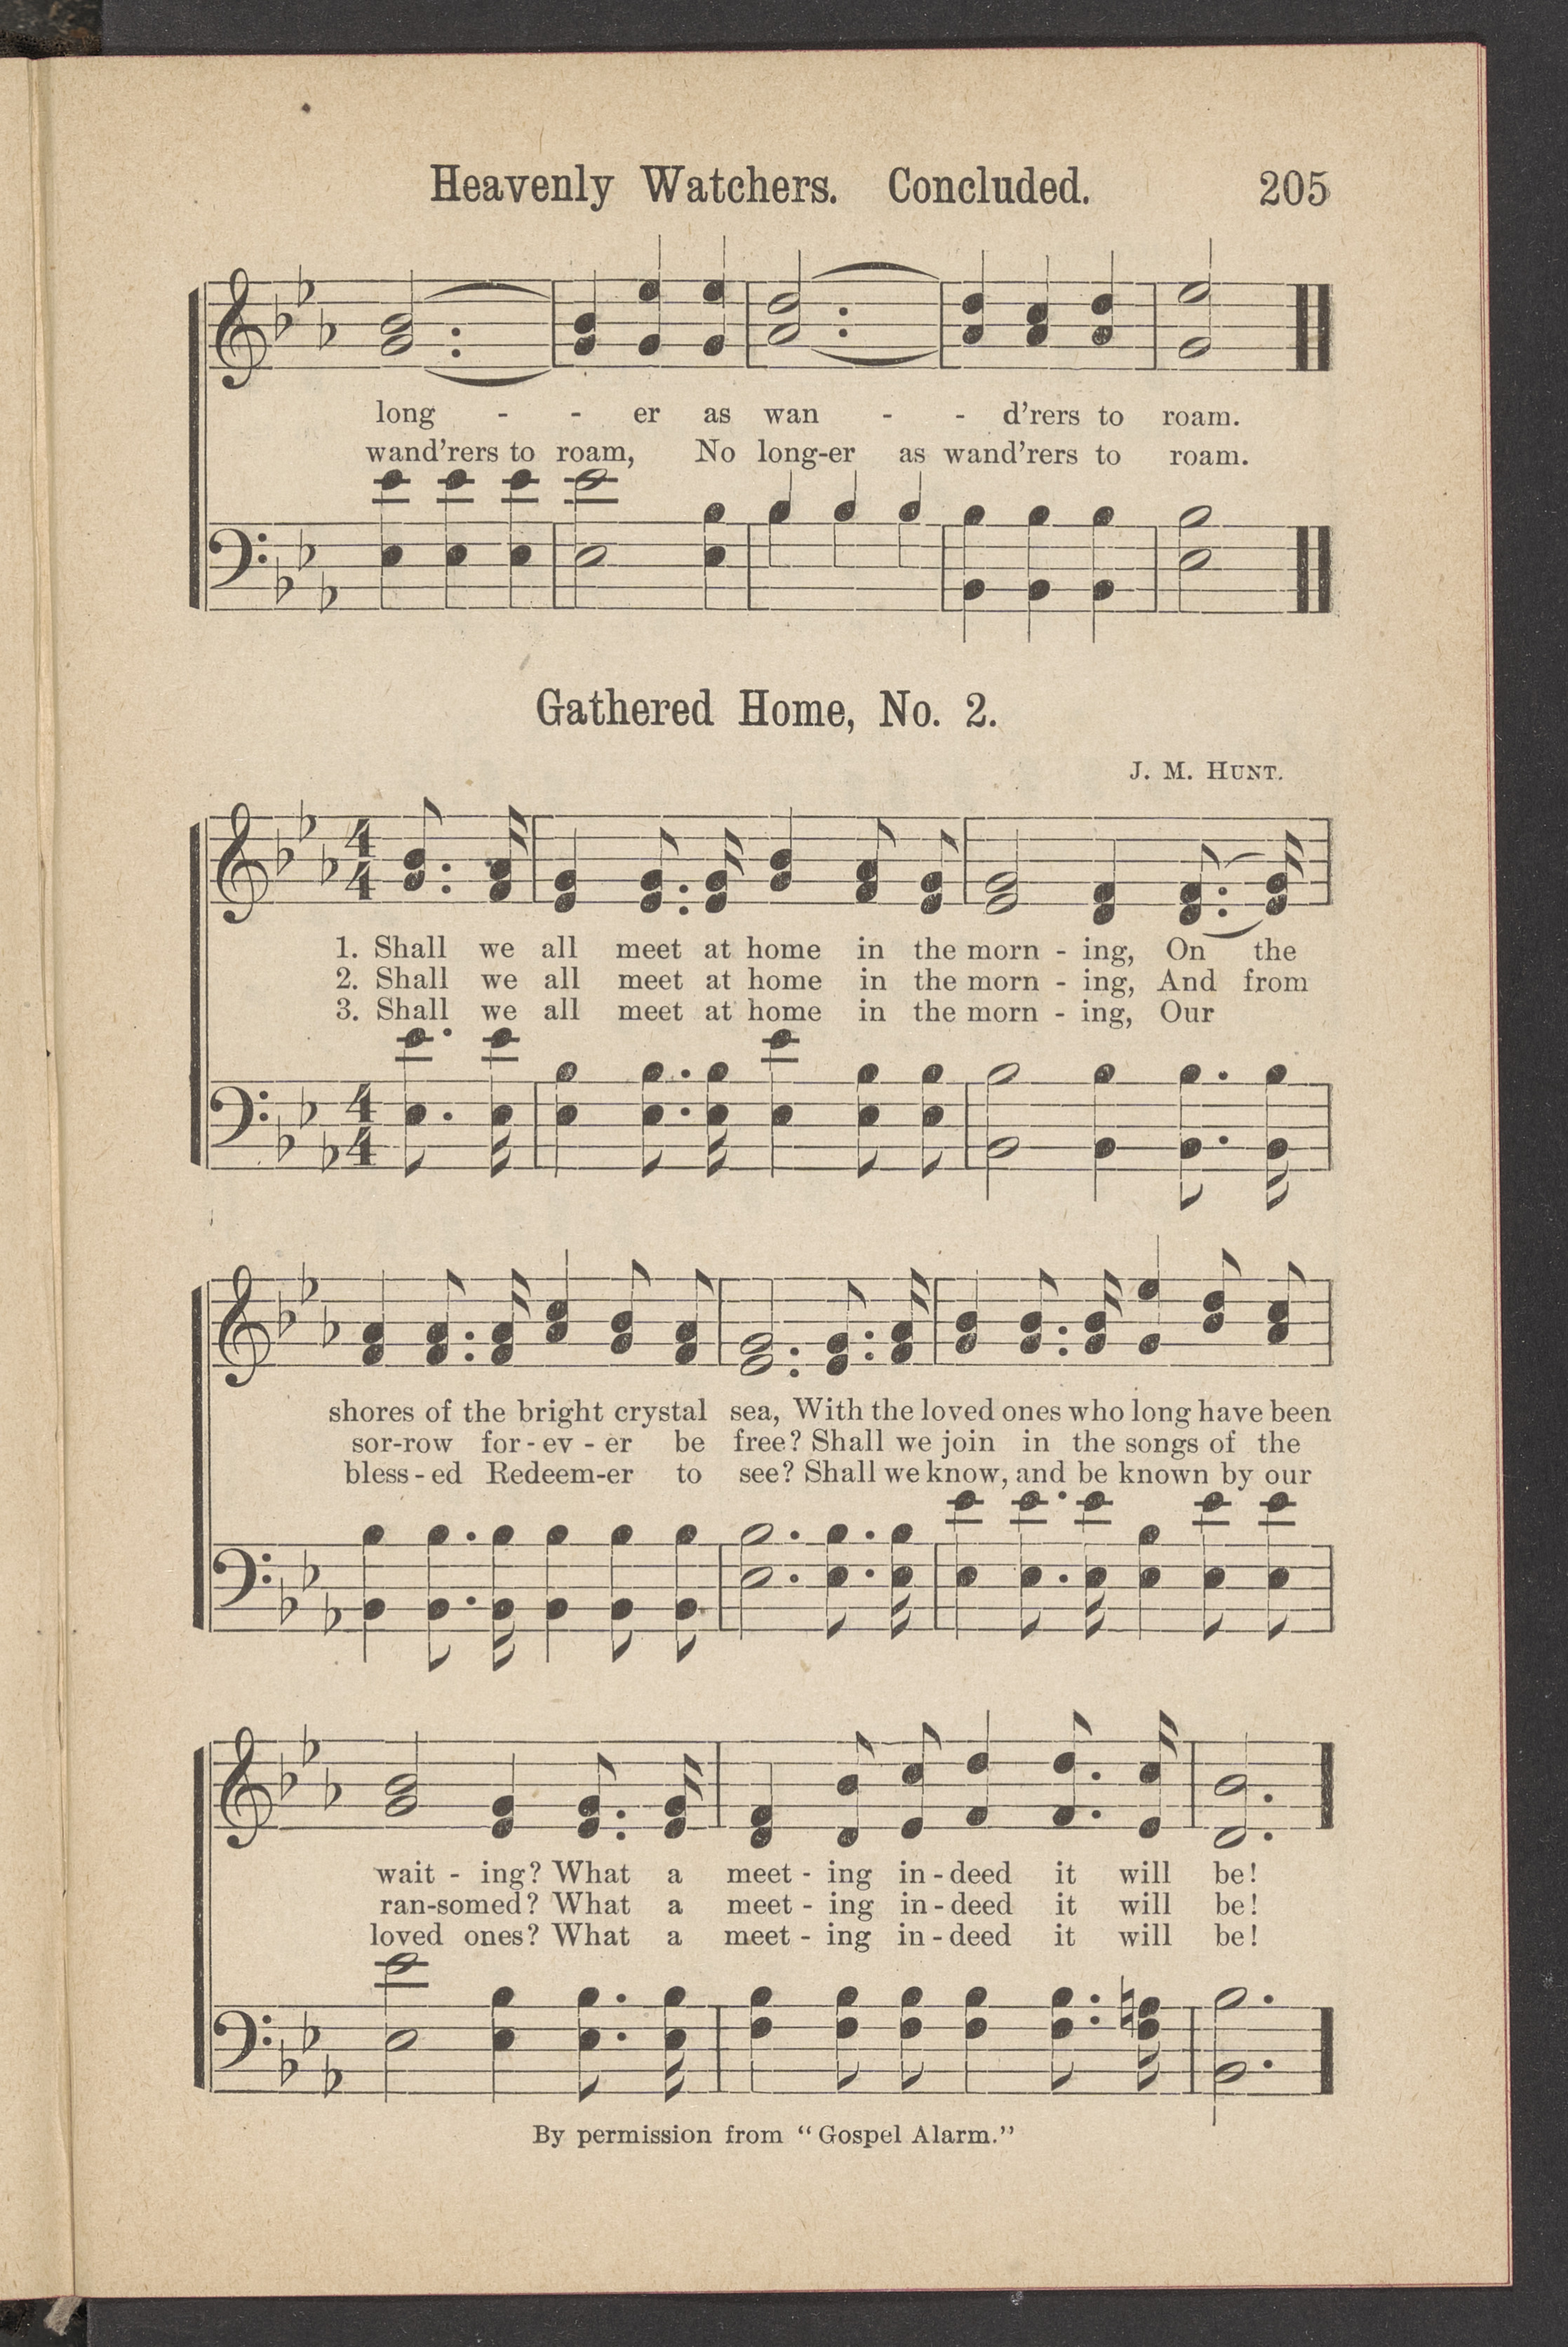 Heavenly Watchers. Concluded. 205
long - - er as wan - - d'rers to roam.
wand'rers to roam, No long-er as wand'rers to roam.
Gathered Home, No. 2.
J. M. HUNT.
4
4
1. Shall we all meet at home in the morn - ing, On the
2. Shall we all meet at home in the morn - ing, And from
3. Shall we all meet at home in the morn - ing, Our
4
4
shores of the bright crystal sea, With the loved ones who long have been
sor-row for - ev - er be free? Shall we join in the songs of the
bless - ed Redeem-er to see? Shall we know, and be known by our
wait - ing? What a meet - ing in - deed it will be!
ran-somed? What a meet - ing in - deed it will be!
loved ones? What a meet - ing in - deed it will be!
By permission from "Gospel Alarm."